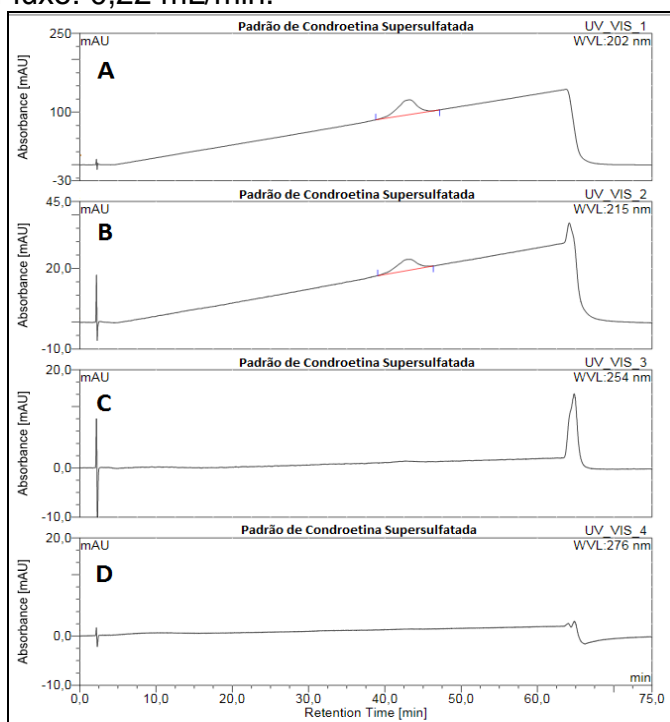 fluxo: 0,22 mL/min.
Padrão de Condroetina Supersulfatada UV_VIS_1
250
mAU WVL:202 nm
A
100
-30
Absorbance [mAU]
Padrão de Condroetina Supersulfatada UV_VIS_2
45,0
mAU WVL:215 nm
B
20,0
-10,0
Absorbance [mAU]
Padrão de Condroetina Supersulfatada UV_VIS_3
20,0
mAU WVL:254 nm
C
0,0
-10,0
Absorbance [mAU]
Padrão de Condroetina Supersulfatada UV_VIS_4
20,0
mAU WVL:276 nm
D
0,0
-10,0
Absorbance [mAU]
min
0,0 10,0 20,0 30,0 40,0 50,0 60,0 75,0
Retention Time [min]